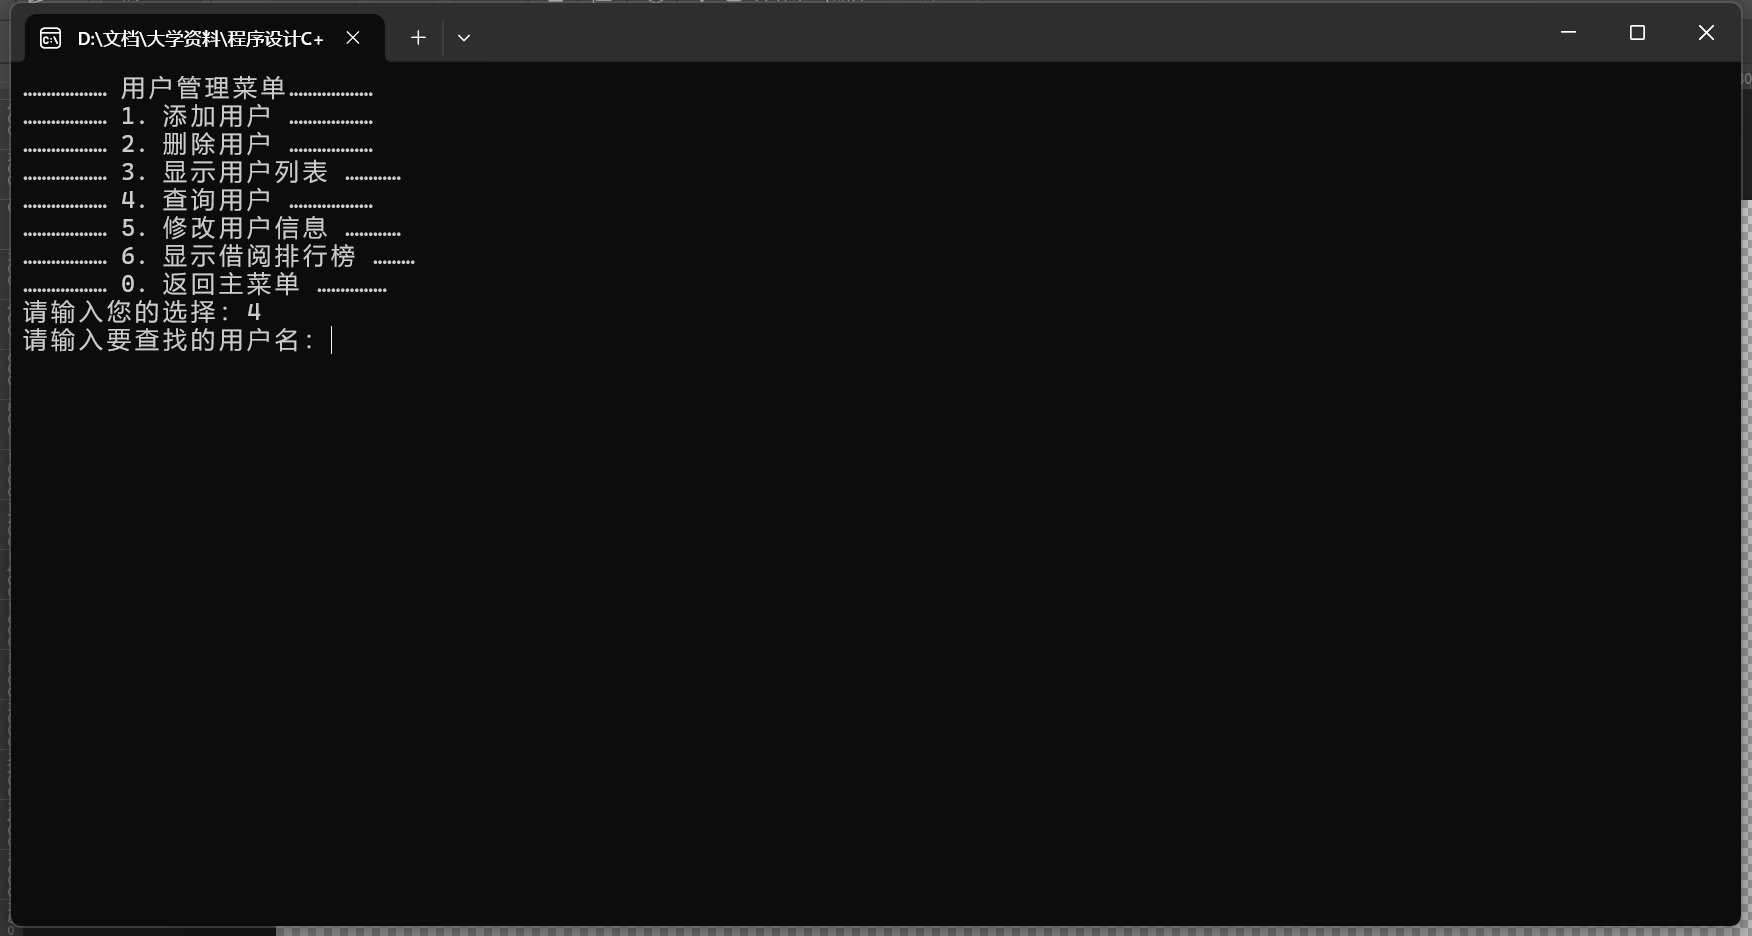 D:\文档\大学资料\程序设计C+
……………… 用户管理菜单………………
……………… 1. 添加用户 ………………
……………… 2. 删除用户 ………………
……………… 3. 显示用户列表 …………
……………… 4. 查询用户 ………………
……………… 5. 修改用户信息 …………
……………… 6. 显示借阅排行榜 ………
……………… 0. 返回主菜单 ……………
请输入您的选择: 4
请输入要查找的用户名: